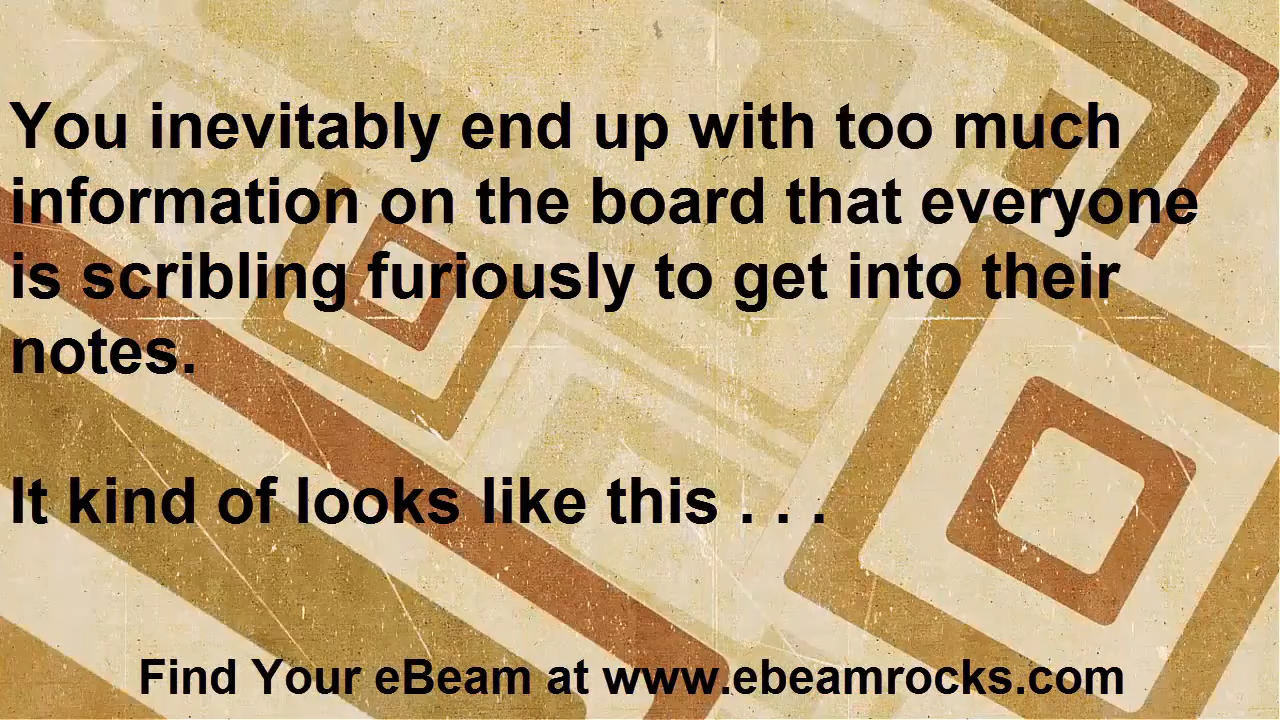 You inevitably end up with too much
information on the board that everyone
is scribling furiously to get into their
notes.
It kind of looks like this . . .
Find Your eBeam at www.ebeamrocks.com